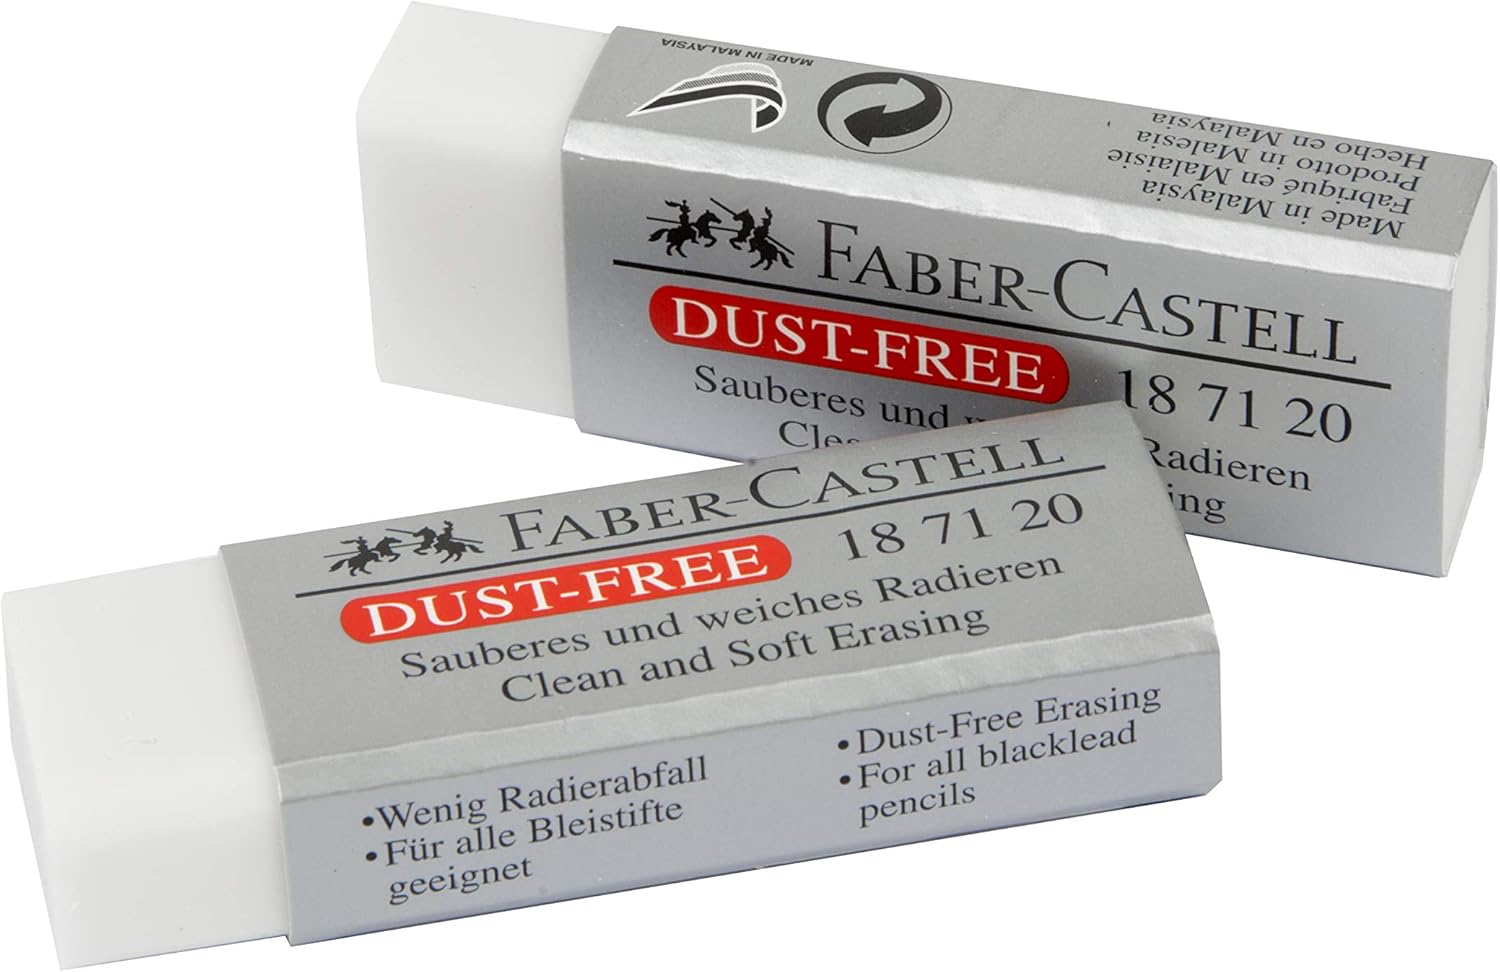 MADE IN MALAYSIA
Made in Malaysia
Fabriqué en Malaisie
Prodotto in Malesia
Hecho en Malaysia
FABER-CASTELL
DUST-FREE 18 71 20
Sauberes und Radieren
FABER-CASTELL
DUST-FREE 18 71 20
Sauberes und weiches Radieren
Clean and Soft Erasing
•Wenig Radierabfall
•Für alle Bleistifte
geeignet
•Dust-Free Erasing
•For all blacklead
pencils